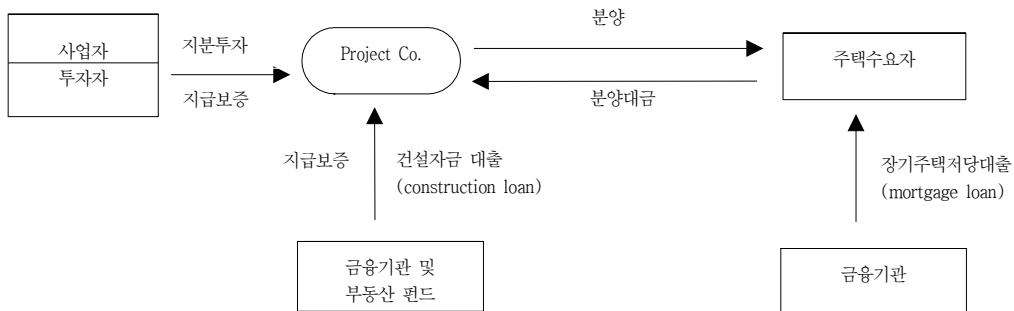 분양
사업자
지분투자
Project Co.
주택수요자
투자자
지급보증
분양대금
지급보증
건설자금 대출
(construction loan)
장기주택저당대출
(mortgage loan)
금융기관 및
부동산 펀드
금융기관